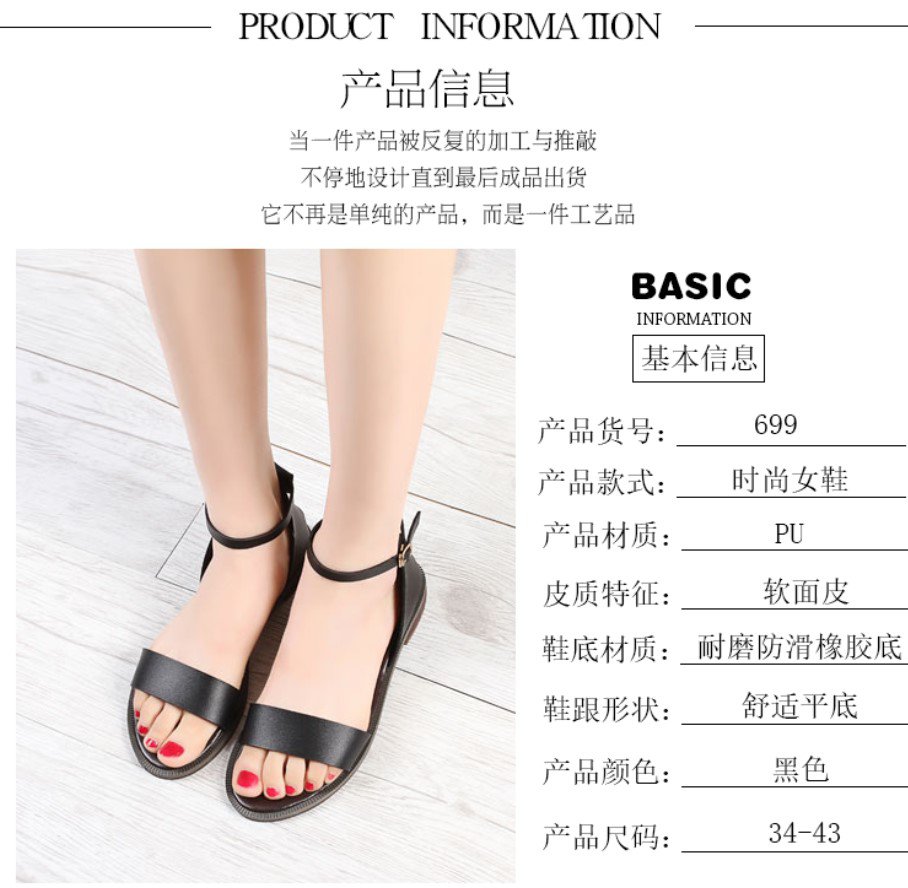 PRODUCT INFORMATION
产品信息
当一件产品被反复的加工与推敲
不停地设计直到最后成品出货
它不再是单纯的产品，而是一件工艺品
BASIC
INFORMATION
基本信息
产品货号： 699
产品款式： 时尚女鞋
产品材质： PU
皮质特征： 软面皮
鞋底材质： 耐磨防滑橡胶底
鞋跟形状： 舒适平底
产品颜色： 黑色
产品尺码： 34-43